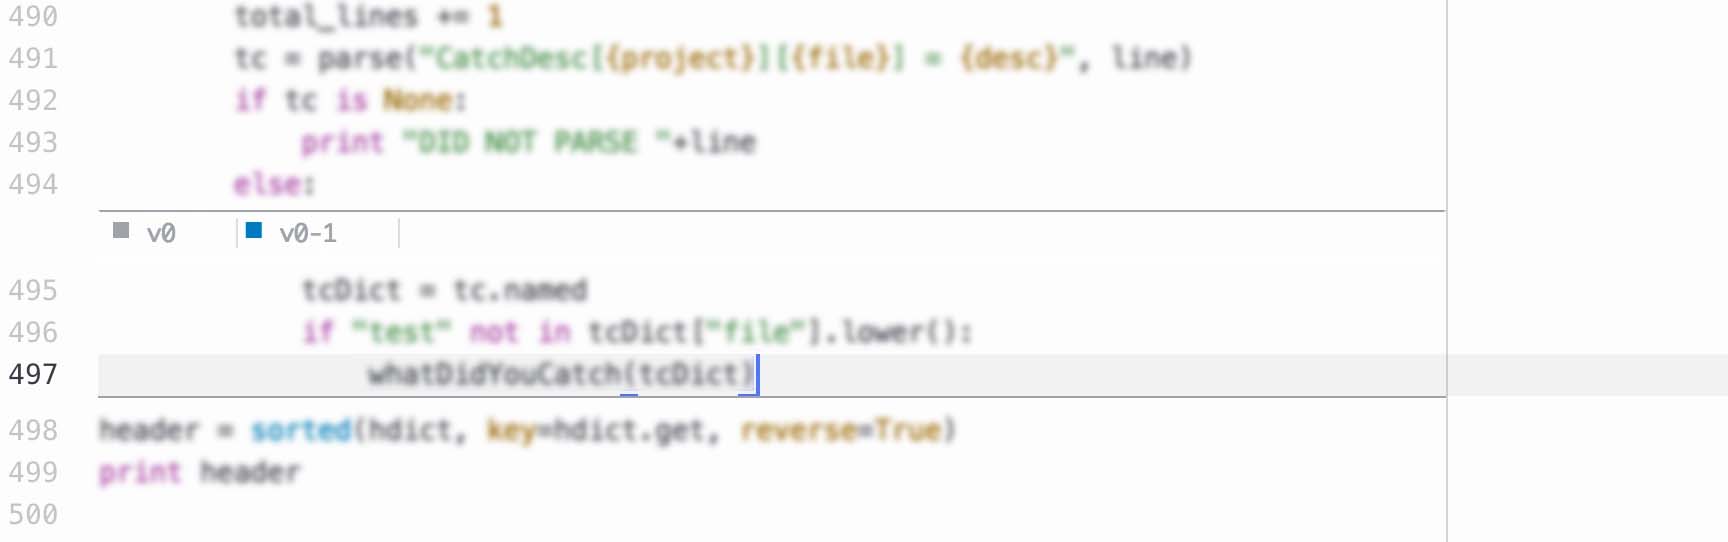 490 total_lines += 1
491 tc = parse("CatchDesc[{project}][{file}] = {desc}", line)
492 if tc is None:
493 print "DID NOT PARSE "+line
494 else:
v0 v0-1
495 tcDict = tc.named
496 if "test" not in tcDict["file"].lower():
497 whatDidYouCatch(tcDict)
498 header = sorted(hdict, key=hdict.get, reverse=True)
499 print header
500